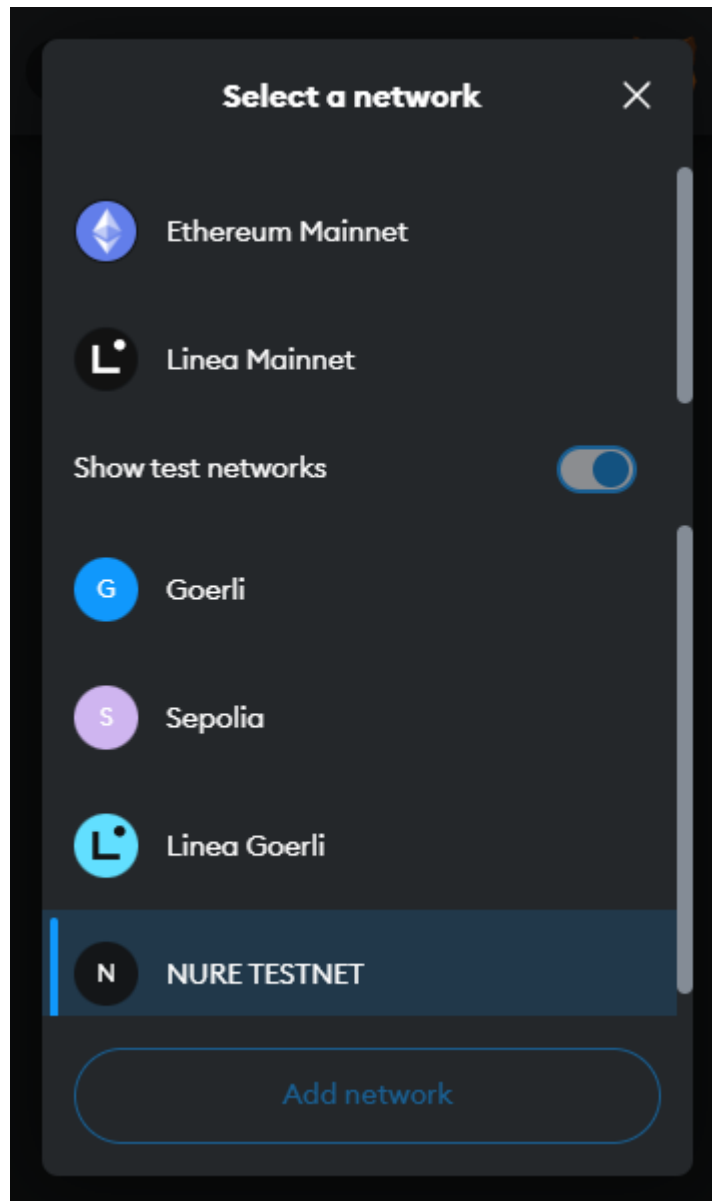 Select a network
Ethereum Mainnet
L Linea Mainnet
Show test networks
G Goerli
S Sepolia
L Linea Goerli
N NURE TESTNET
Add network